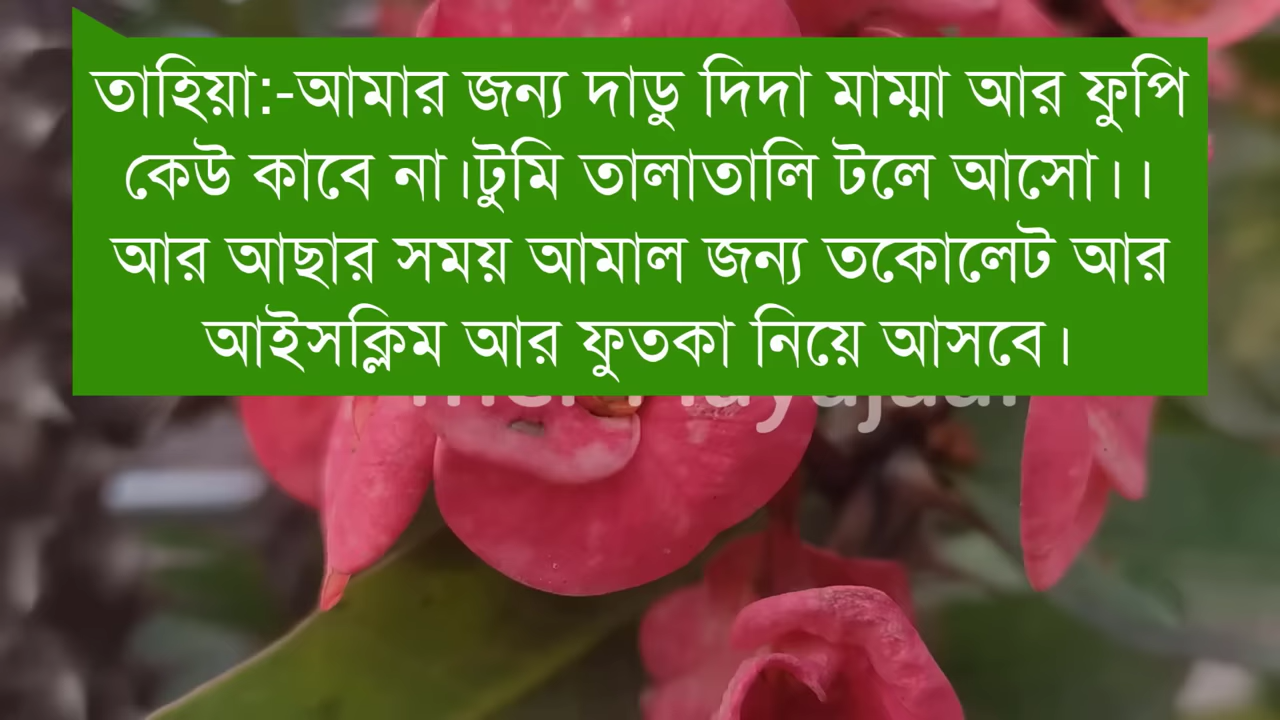 তাহিয়া:-আমার জন্য দাড়ু দিদা মাম্মা আর ফুপি
কেউ কাবে না।টুমি তালাতালি টলে আসো।।
আর আছার সময় আমাল জন্য তকোলেট আর
আইসক্লিম আর ফুতকা নিয়ে আসবে।